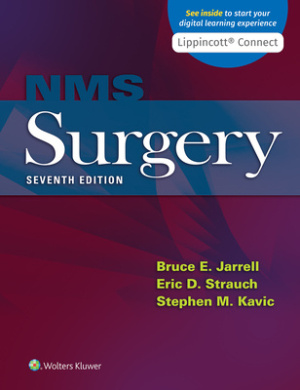 See inside to start your
digital learning experience
Lippincott® Connect
NMS
Surgery
SEVENTH EDITION
Bruce E. Jarrell
Eric D. Strauch
Stephen M. Kavic
Wolters Kluwer